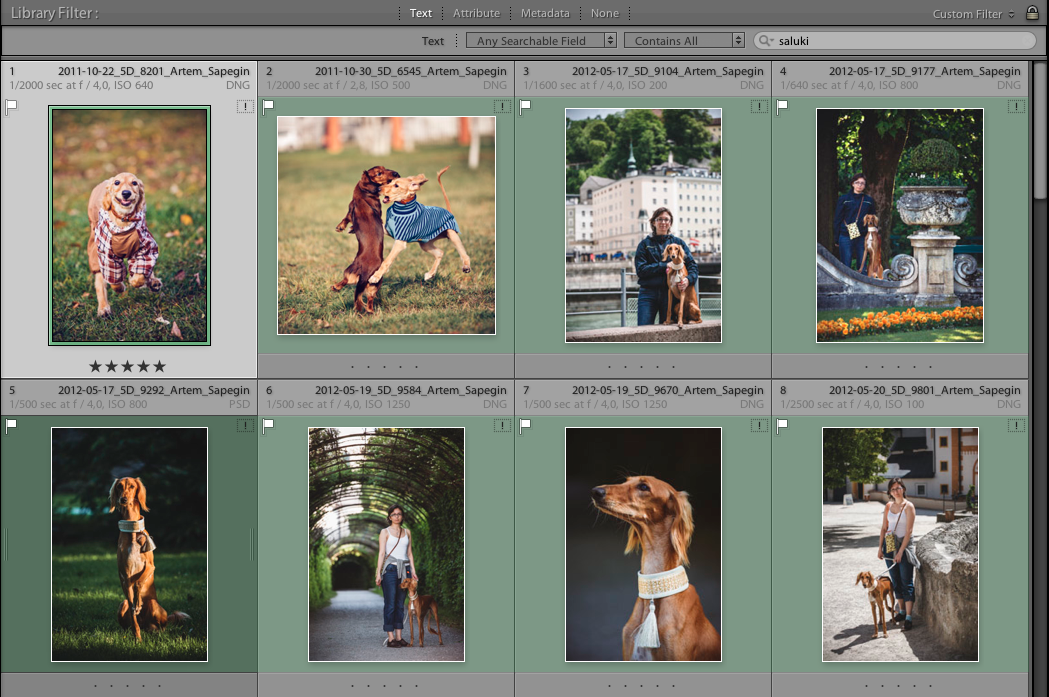 Library Filter : Text Attribute Metadata None Custom Filter
Text Any Searchable Field Contains All saluki
1 2011-10-22_5D_8201_Artem_Sapegin
1/2000 sec at f / 4,0, ISO 640 DNG
2 2011-10-30_5D_6545_Artem_Sapegin
1/2000 sec at f / 2,8, ISO 500 DNG
3 2012-05-17_5D_9104_Artem_Sapegin
1/1600 sec at f / 4,0, ISO 200 DNG
4 2012-05-17_5D_9177_Artem_Sapegin
1/640 sec at f / 4,0, ISO 800 DNG
5 2012-05-17_5D_9292_Artem_Sapegin
1/500 sec at f / 4,0, ISO 800 PSD
6 2012-05-19_5D_9584_Artem_Sapegin
1/500 sec at f / 4,0, ISO 1250 DNG
7 2012-05-19_5D_9670_Artem_Sapegin
1/500 sec at f / 4,0, ISO 1250 DNG
8 2012-05-20_5D_9801_Artem_Sapegin
1/2500 sec at f / 4,0, ISO 100 DNG